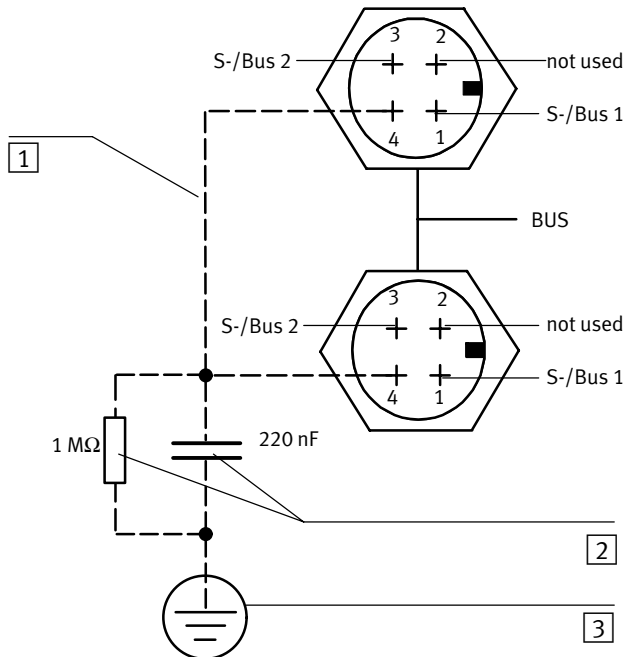 3 2
S-/Bus 2 not used
S-/Bus 1
4 1
1
BUS
3 2
S-/Bus 2 not used
S-/Bus 1
4 1
1 MΩ 220 nF
2
3